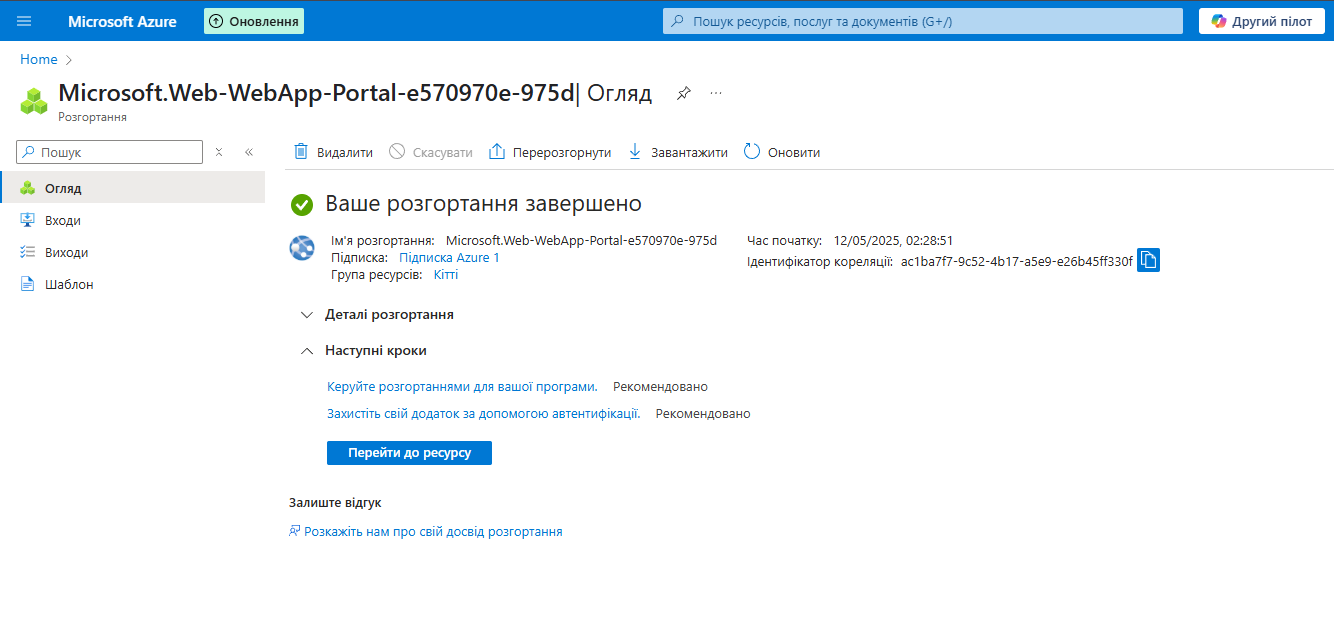 Microsoft Azure Оновлення Пошук ресурсів, послуг та документів (G+/) Другий пілот
Home
Microsoft.Web-WebApp-Portal-e570970e-975d| Огляд
Розгортання
Пошук Видалити Скасувати Перерозгорнути Завантажити Оновити
Огляд
Входи
Виходи
Шаблон
Ваше розгортання завершено
Ім'я розгортання: Microsoft.Web-WebApp-Portal-e570970e-975d
Підписка: Підписка Azure 1
Група ресурсів: Кітті
Час початку: 12/05/2025, 02:28:51
Ідентифікатор кореляції: ac1ba7f7-9c52-4b17-a5e9-e26b45ff330f
Деталі розгортання
Наступні кроки
Керуйте розгортаннями для вашої програми. Рекомендовано
Захистіть свій додаток за допомогою автентифікації. Рекомендовано
Перейти до ресурсу
Залиште відгук
Розкажіть нам про свій досвід розгортання